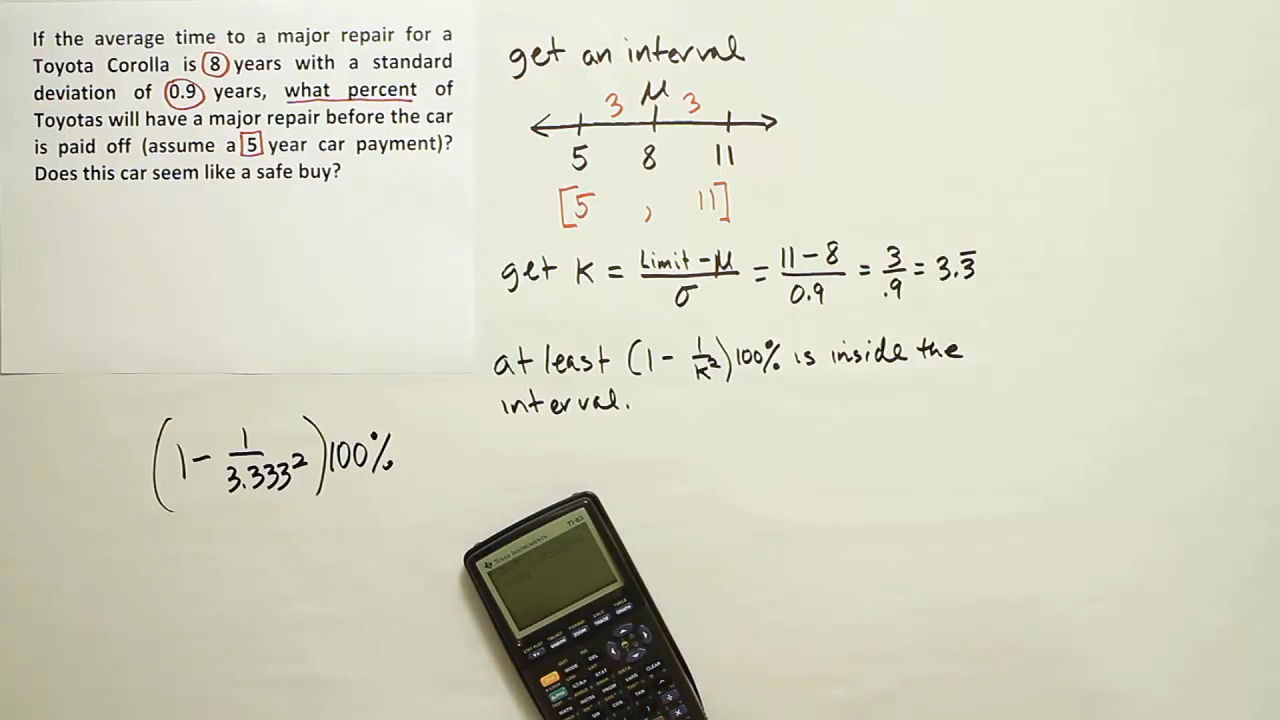 If the average time to a major repair for a
Toyota Corolla is 8 years with a standard
deviation of 0.9 years, what percent of
Toyotas will have a major repair before the car
is paid off (assume a 5 year car payment)?
Does this car seem like a safe buy?
get an interval
3 μ 3
5 8 11
[5 , 11]
get K = Limit - μ / σ = 11 - 8 / 0.9 = 3 / .9 = 3.3̅
at least (1 - 1/K²)100% is inside the
interval.
(1 - 1/3.333²)100%
TEXAS INSTRUMENTS TI-83